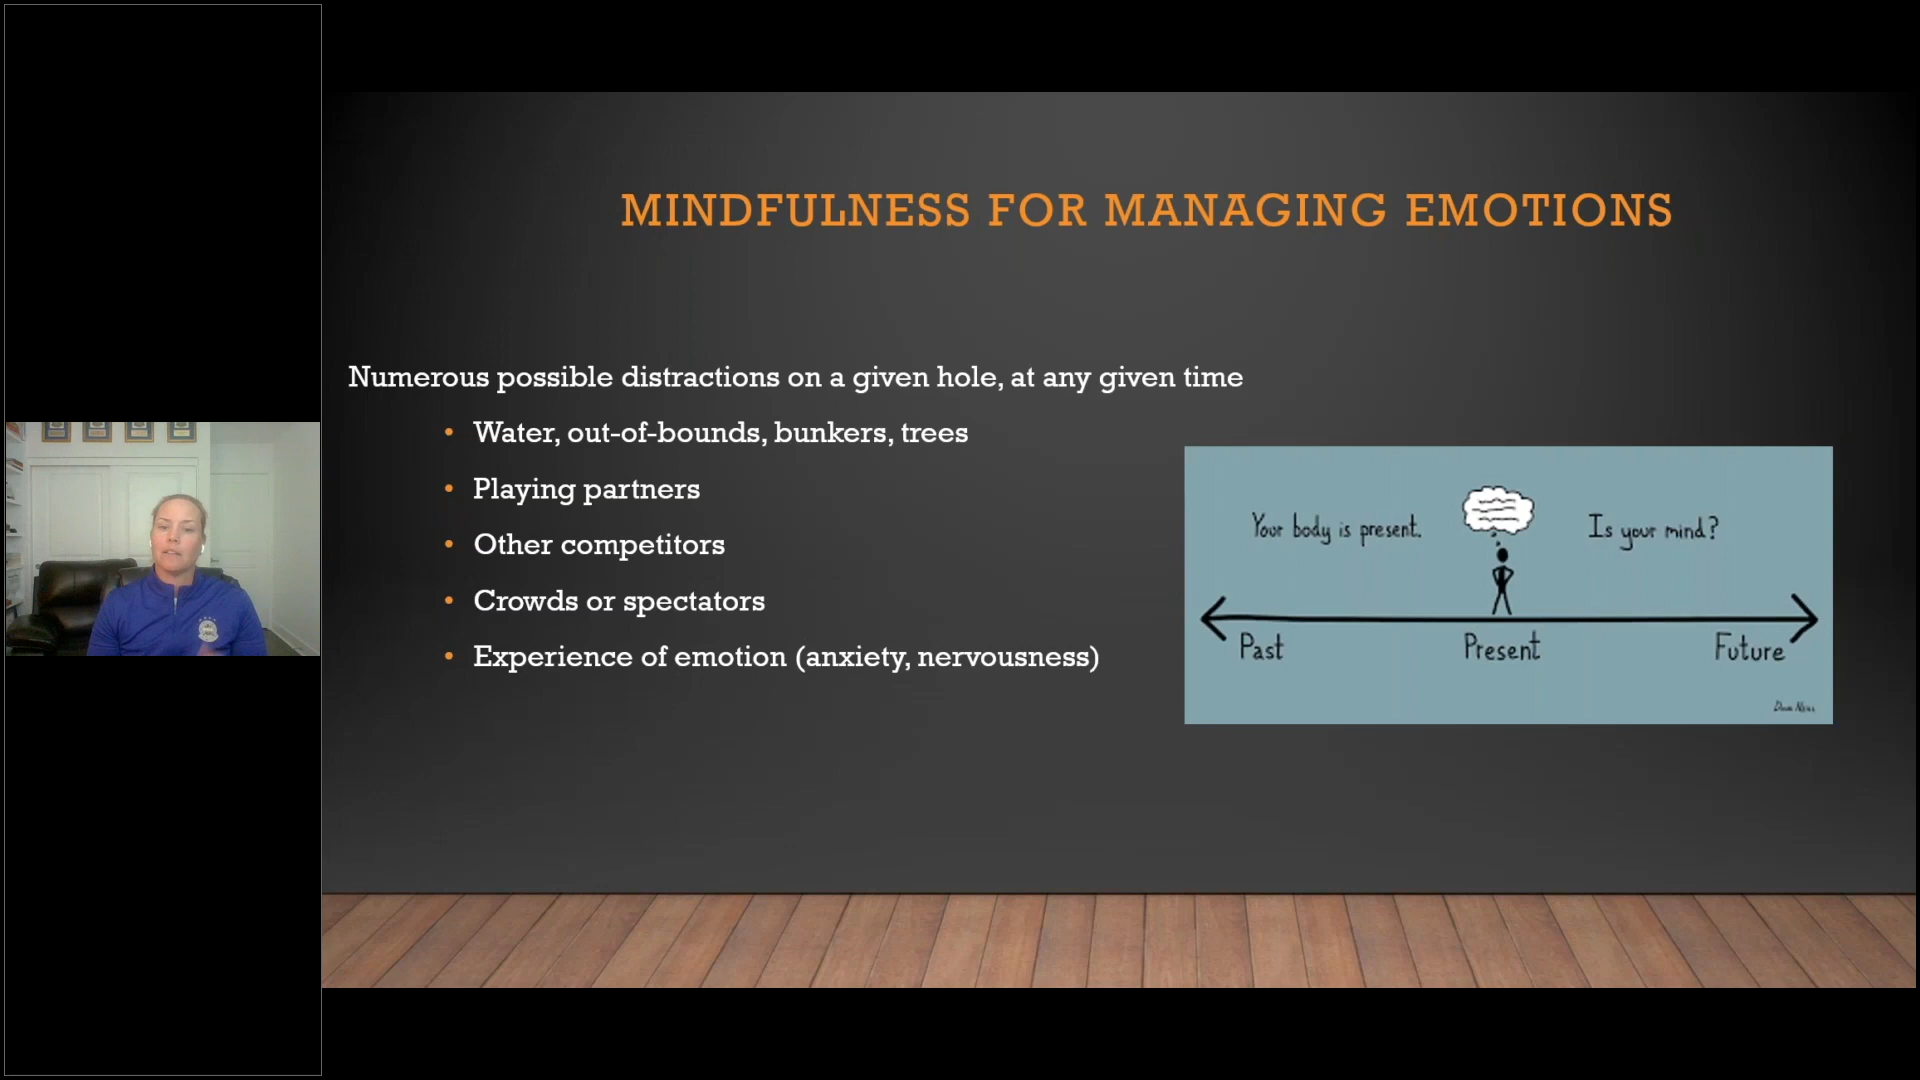 MINDFULNESS FOR MANAGING EMOTIONS
Numerous possible distractions on a given hole, at any given time
• Water, out-of-bounds, bunkers, trees
• Playing partners
• Other competitors
• Crowds or spectators
• Experience of emotion (anxiety, nervousness)
Your body is present.
Is your mind?
Past
Present
Future